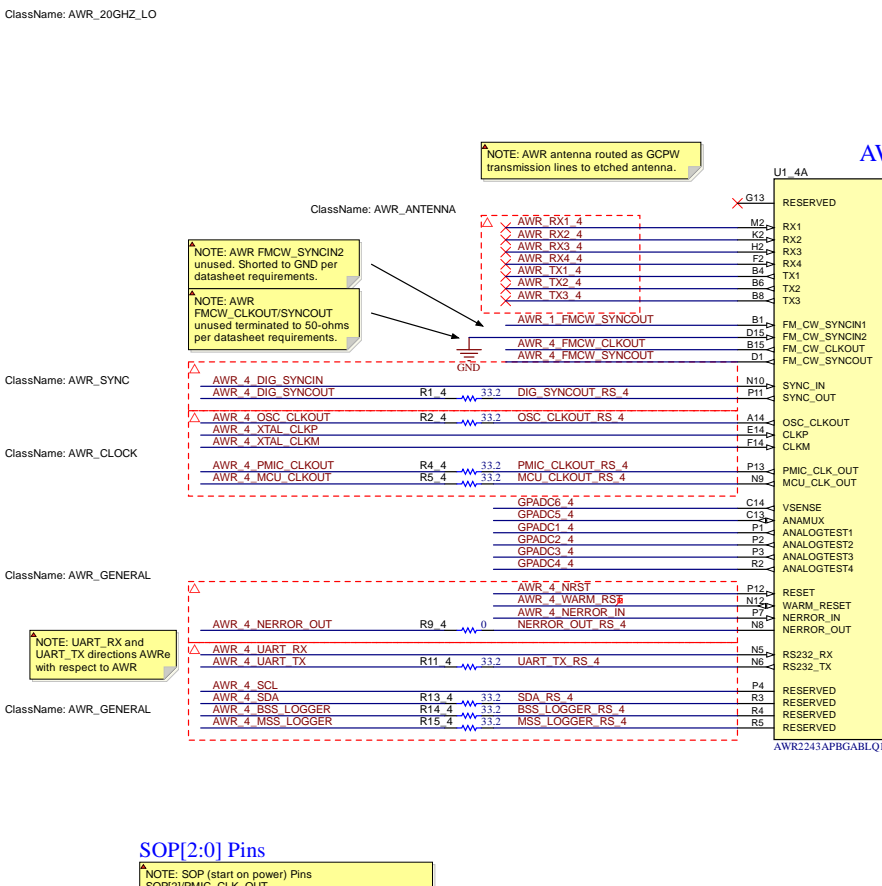 ClassName: AWR_20GHZ_LO
NOTE: AWR antenna routed as GCPW
transmission lines to etched antenna.
U1_4A
G13 RESERVED
ClassName: AWR_ANTENNA
AWR_RX1_4 M2 RX1
AWR_RX2_4 K2 RX2
AWR_RX3_4 H2 RX3
AWR_RX4_4 F2 RX4
AWR_TX1_4 B4 TX1
AWR_TX2_4 B6 TX2
AWR_TX3_4 B8 TX3
NOTE: AWR FMCW_SYNCIN2
unused. Shorted to GND per
datasheet requirements.
NOTE: AWR
FMCW_CLKOUT/SYNCOUT
unused terminated to 50-ohms
per datasheet requirements.
AWR_1_FMCW_SYNCOUT B1 FM_CW_SYNCIN1
D15 FM_CW_SYNCIN2
AWR_4_FMCW_CLKOUT B15 FM_CW_CLKOUT
AWR_4_FMCW_SYNCOUT D1 FM_CW_SYNCOUT
GND
ClassName: AWR_SYNC
AWR_4_DIG_SYNCIN N10 SYNC_IN
AWR_4_DIG_SYNCOUT R1_4 33.2 DIG_SYNCOUT_RS_4 P11 SYNC_OUT
AWR_4_OSC_CLKOUT R2_4 33.2 OSC_CLKOUT_RS_4 A14 OSC_CLKOUT
AWR_4_XTAL_CLKP E14 CLKP
AWR_4_XTAL_CLKM F14 CLKM
ClassName: AWR_CLOCK
AWR_4_PMIC_CLKOUT R4_4 33.2 PMIC_CLKOUT_RS_4 P13 PMIC_CLK_OUT
AWR_4_MCU_CLKOUT R5_4 33.2 MCU_CLKOUT_RS_4 N9 MCU_CLK_OUT
GPADC6_4 C14 VSENSE
GPADC5_4 C13 ANAMUX
GPADC1_4 P1 ANALOGTEST1
GPADC2_4 P2 ANALOGTEST2
GPADC3_4 P3 ANALOGTEST3
GPADC4_4 R2 ANALOGTEST4
ClassName: AWR_GENERAL
AWR_4_NRST P12 RESET
AWR_4_WARM_RST N12 WARM_RESET
AWR_4_NERROR_IN P7 NERROR_IN
AWR_4_NERROR_OUT R9_4 0 NERROR_OUT_RS_4 N8 NERROR_OUT
NOTE: UART_RX and
UART_TX directions AWRe
with respect to AWR
AWR_4_UART_RX N5 RS232_RX
AWR_4_UART_TX R11_4 33.2 UART_TX_RS_4 N6 RS232_TX
AWR_4_SCL P4 RESERVED
AWR_4_SDA R13_4 33.2 SDA_RS_4 R3 RESERVED
ClassName: AWR_GENERAL
AWR_4_BSS_LOGGER R14_4 33.2 BSS_LOGGER_RS_4 R4 RESERVED
AWR_4_MSS_LOGGER R15_4 33.2 MSS_LOGGER_RS_4 R5 RESERVED
SOP[2:0] Pins
NOTE: SOP (start on power) Pins
SOP[2]/PMIC_CLK_OUT